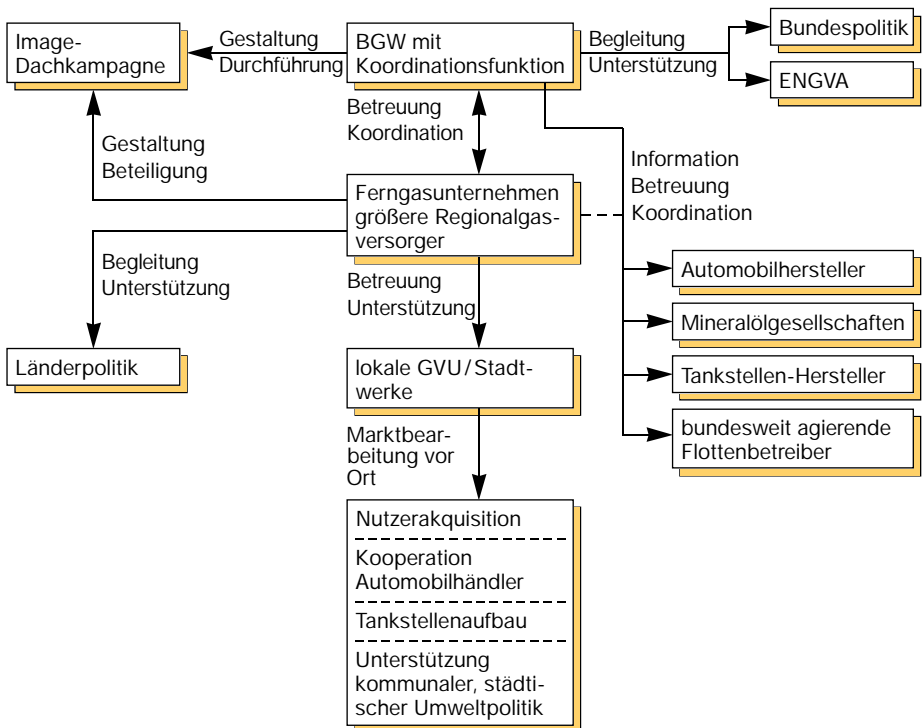 Image-
Dachkampagne
Gestaltung
Durchführung
BGW mit
Koordinationsfunktion
Begleitung
Unterstützung
Bundespolitik
ENGVA
Betreuung
Koordination
Gestaltung
Beteiligung
Information
Betreuung
Koordination
Ferngasunternehmen
größere Regionalgas-
versorger
Begleitung
Unterstützung
Betreuung
Unterstützung
Automobilhersteller
Mineralölgesellschaften
Tankstellen-Hersteller
bundesweit agierende
Flottenbetreiber
Länderpolitik
lokale GVU/Stadt-
werke
Marktbear-
beitung vor
Ort
Nutzerakquisition
Kooperation
Automobilhändler
Tankstellenaufbau
Unterstützung
kommunaler, städti-
scher Umweltpolitik